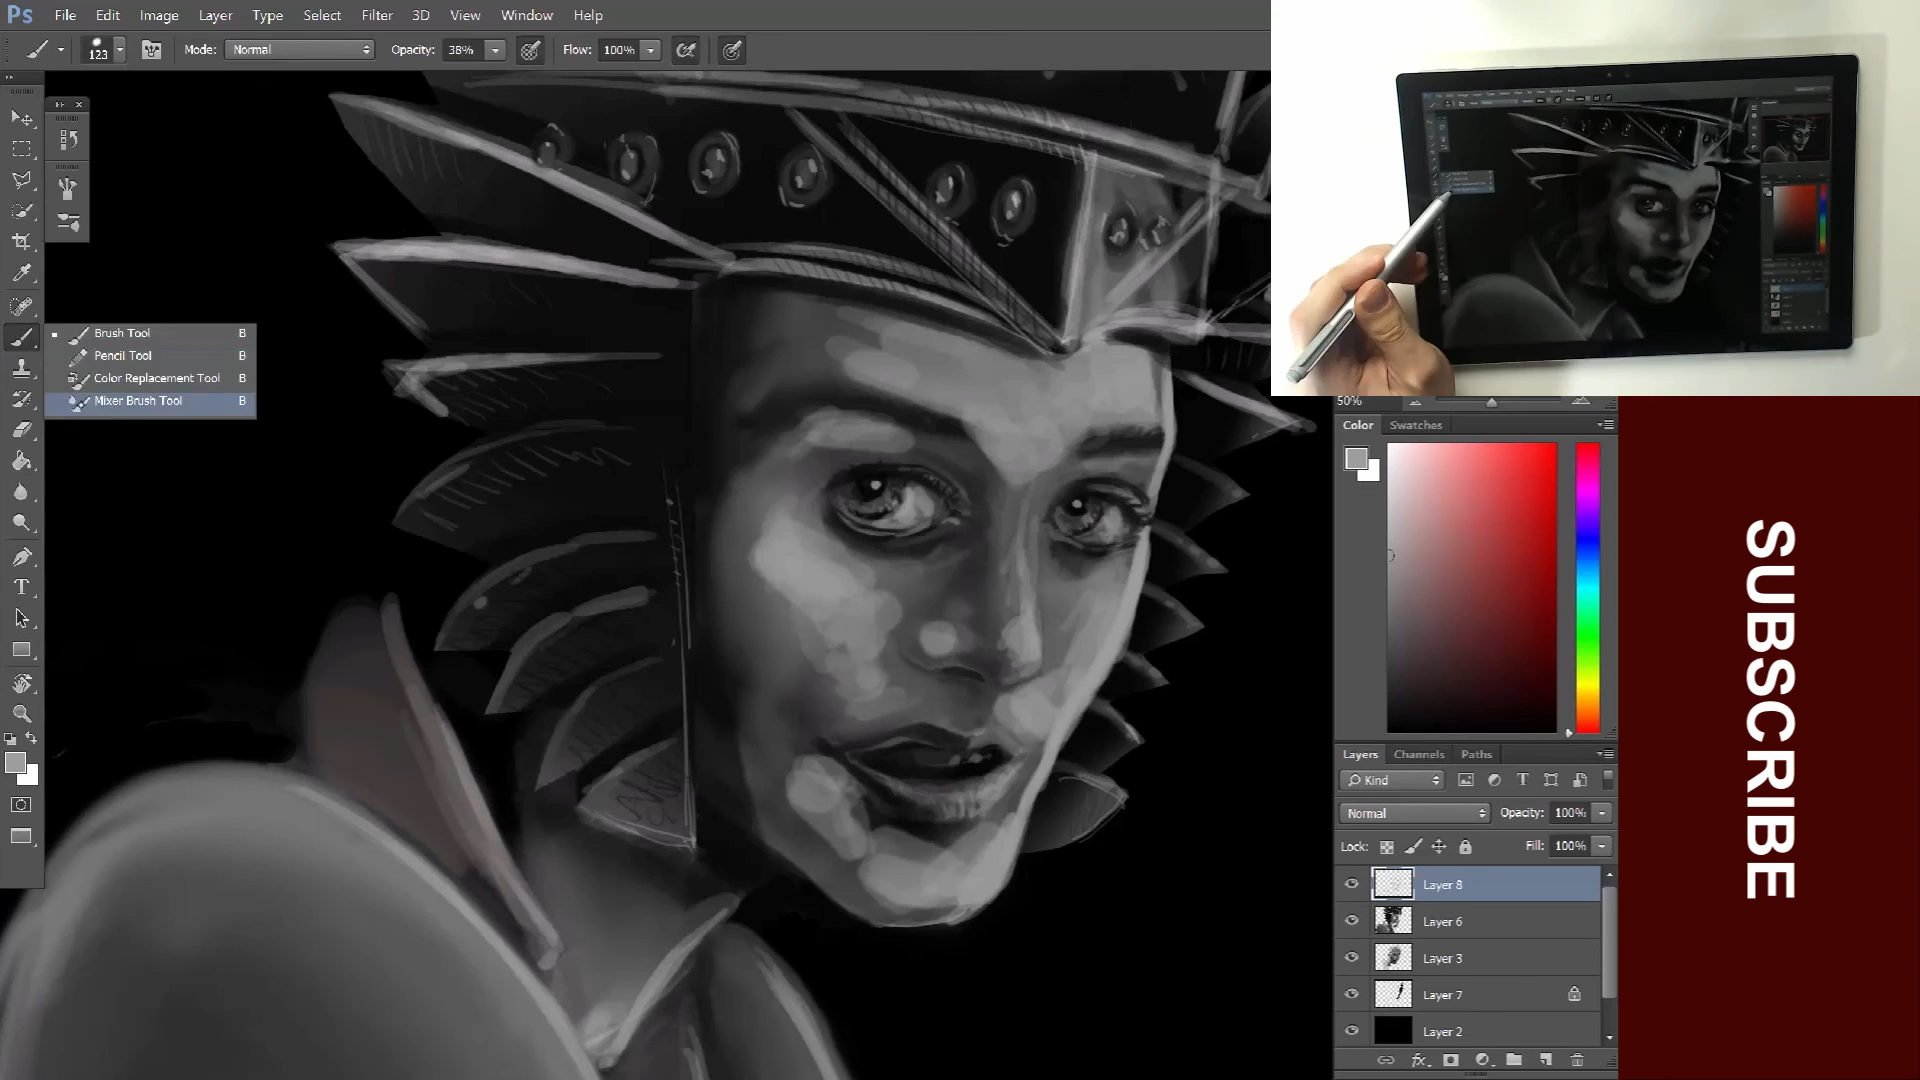 Ps File Edit Image Layer Type Select Filter 3D View Window Help
123 Mode: Normal Opacity: 38% Flow: 100%
Brush Tool B
Pencil Tool B
Color Replacement Tool B
Mixer Brush Tool B
50%
Color Swatches
SUBSCRIBE
Layers Channels Paths
Kind
Normal Opacity: 100%
Lock: Fill: 100%
Layer 8
Layer 6
Layer 3
Layer 7
Layer 2
fx